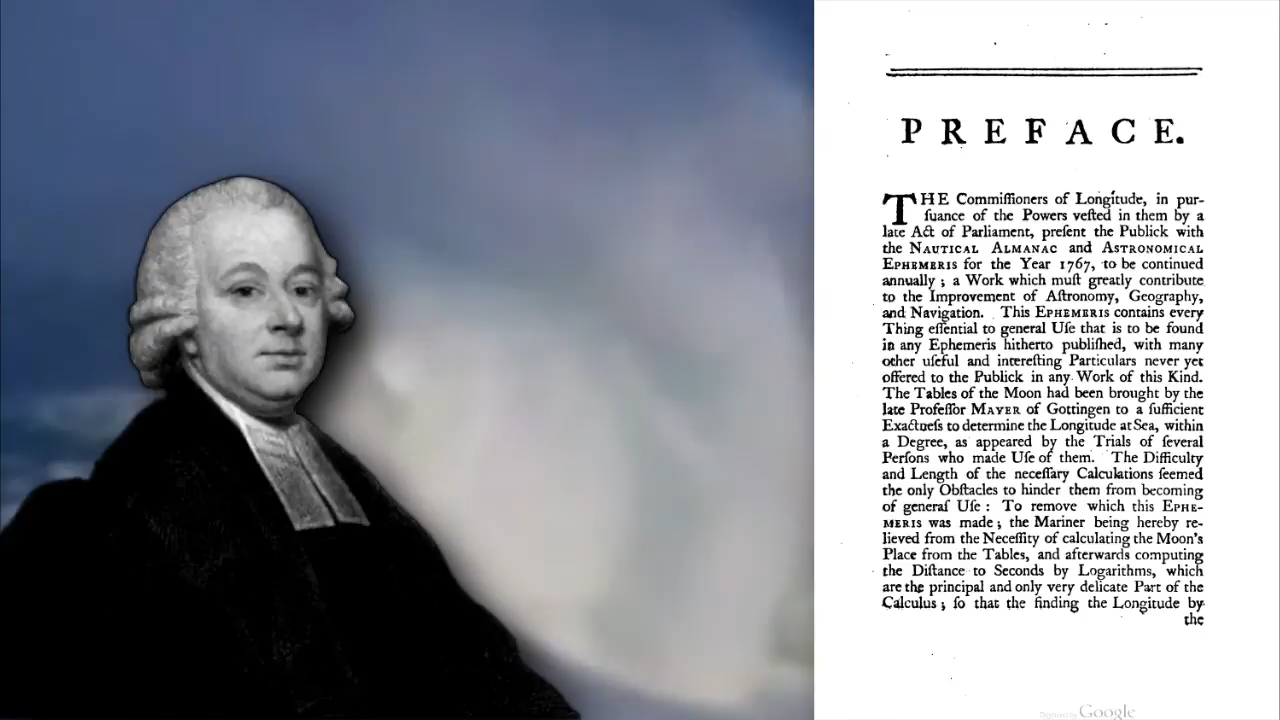 PREFACE.
THE Commiſſioners of Longitude, in pur-
ſuance of the Powers veſted in them by a
late Act of Parliament, preſent the Publick with
the NAUTICAL ALMANAC and ASTRONOMICAL
EPHEMERIS for the Year 1767, to be continued
annually ; a Work which muſt greatly contribute
to the Improvement of Aſtronomy, Geography,
and Navigation. This EPHEMERIS contains every
Thing eſſential to general Uſe that is to be found
in any Ephemeris hitherto publiſhed, with many
other uſeful and intereſting Particulars never yet
offered to the Publick in any Work of this Kind.
The Tables of the Moon had been brought by the
late Profeſſor MAYER of Gottingen to a ſufficient
Exactneſs to determine the Longitude at Sea, within
a Degree, as appeared by the Trials of ſeveral
Perſons who made Uſe of them. The Difficulty
and Length of the neceſſary Calculations ſeemed
the only Obſtacles to hinder them from becoming
of general Uſe : To remove which this EPHE-
MERIS was made ; the Mariner being hereby re-
lieved from the Neceſſity of calculating the Moon's
Place from the Tables, and afterwards computing
the Diſtance to Seconds by Logarithms, which
are the principal and only very delicate Part of the
Calculus ; ſo that the finding the Longitude by
the
Digitized by Google